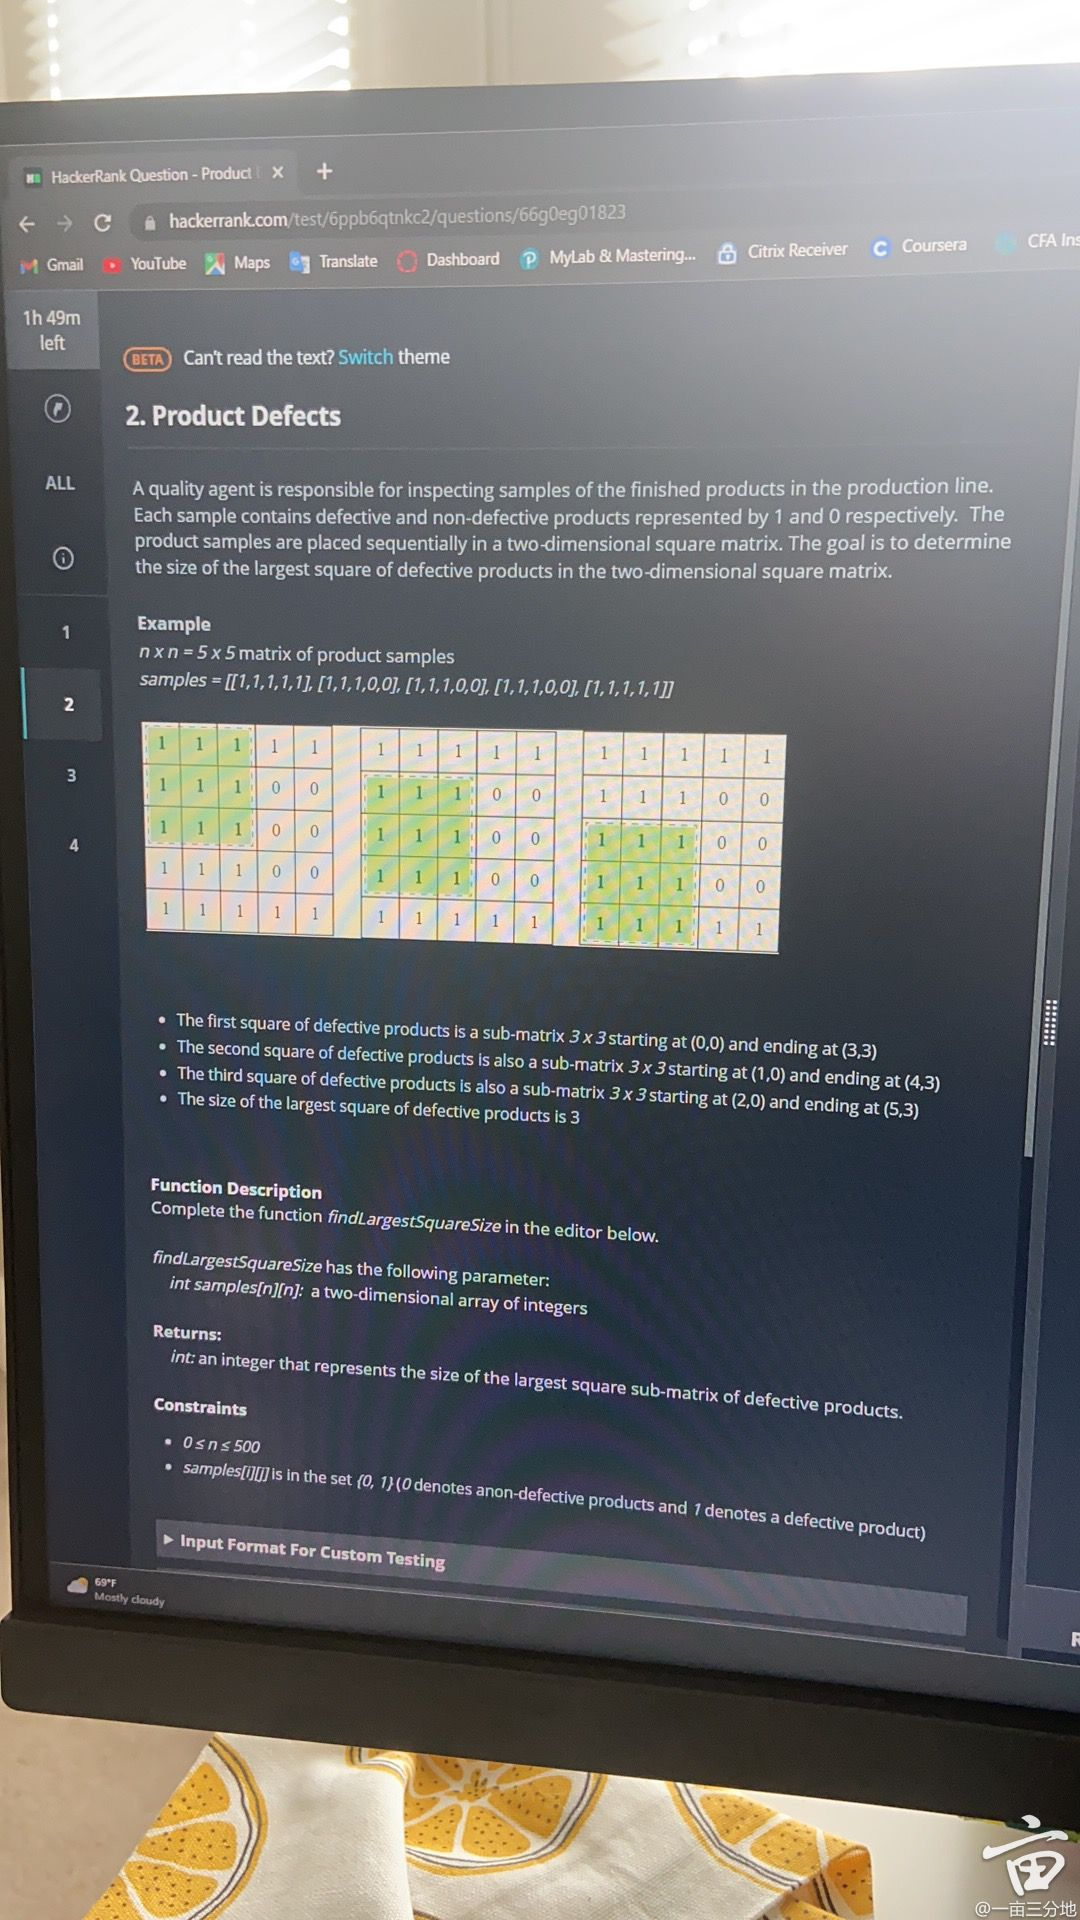 HackerRank Question - Product
hackerrank.com/test/6ppb6qtnkc2/questions/66g0eg01823
Gmail YouTube Maps Translate Dashboard MyLab & Mastering... Citrix Receiver Coursera CFA Ins
1h 49m
left
BETA Can't read the text? Switch theme
2. Product Defects
ALL
A quality agent is responsible for inspecting samples of the finished products in the production line.
Each sample contains defective and non-defective products represented by 1 and 0 respectively. The
product samples are placed sequentially in a two-dimensional square matrix. The goal is to determine
the size of the largest square of defective products in the two-dimensional square matrix.
1
2
3
4
Example
n x n = 5 x 5 matrix of product samples
samples = [[1,1,1,1,1], [1,1,1,0,0], [1,1,1,0,0], [1,1,1,0,0], [1,1,1,1,1]]
1 1 1 1 1 1 1 1 1 1 1 1 1 1 1
1 1 1 0 0 1 1 1 0 0 1 1 1 0 0
1 1 1 0 0 1 1 1 0 0 1 1 1 0 0
1 1 1 0 0 1 1 1 0 0 1 1 1 0 0
1 1 1 1 1 1 1 1 1 1 1 1 1 1 1
• The first square of defective products is a sub-matrix 3 x 3 starting at (0,0) and ending at (3,3)
• The second square of defective products is also a sub-matrix 3 x 3 starting at (1,0) and ending at (4,3)
• The third square of defective products is also a sub-matrix 3 x 3 starting at (2,0) and ending at (5,3)
• The size of the largest square of defective products is 3
Function Description
Complete the function findLargestSquareSize in the editor below.
findLargestSquareSize has the following parameter:
int samples[n][n]: a two-dimensional array of integers
Returns:
int: an integer that represents the size of the largest square sub-matrix of defective products.
Constraints
• 0 ≤ n ≤ 500
• samples[i][j] is in the set {0, 1} (0 denotes anon-defective products and 1 denotes a defective product)
Input Format For Custom Testing
69°F
Mostly cloudy
R
亩
@一亩三分地